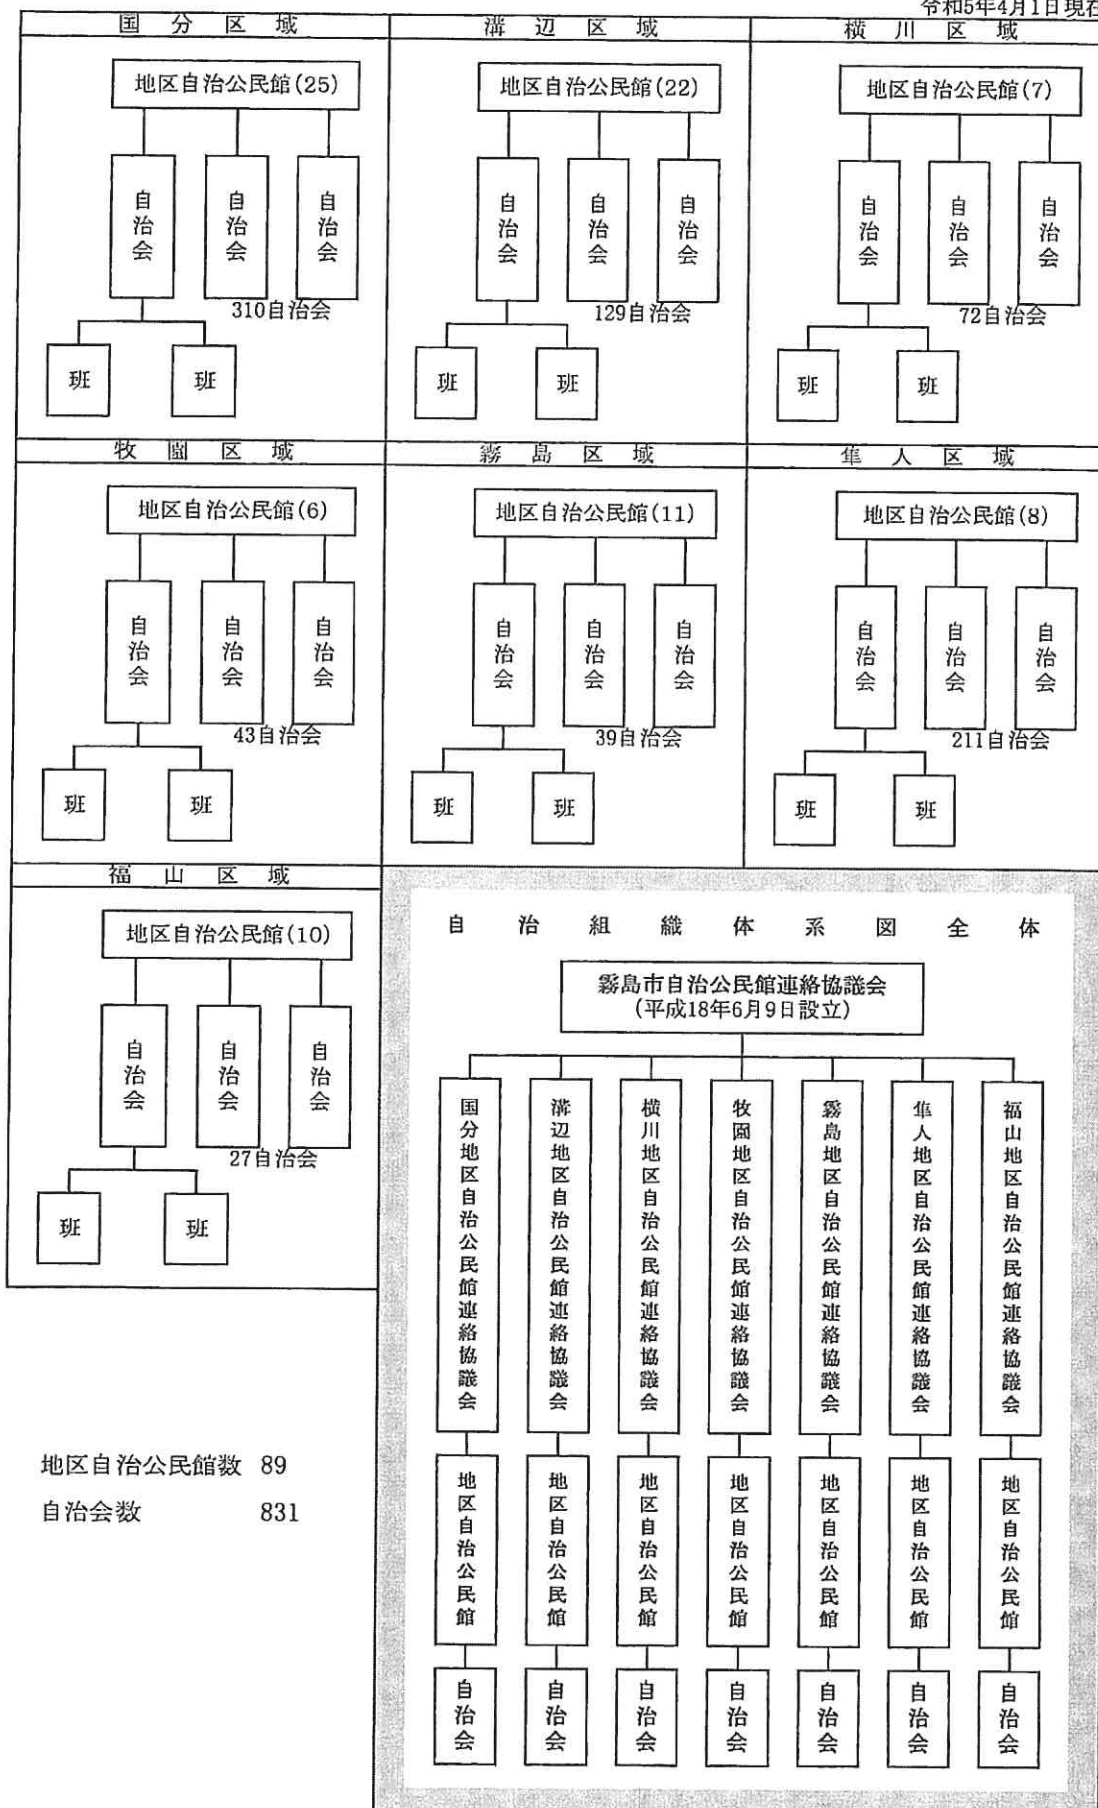 令和5年4月1日現在
国分区域
地区自治公民館(25)
自治会
自治会
自治会
310自治会
班
班
溝辺区域
地区自治公民館(22)
自治会
自治会
自治会
129自治会
班
班
横川区域
地区自治公民館(7)
自治会
自治会
自治会
72自治会
班
班
牧園区域
地区自治公民館(6)
自治会
自治会
自治会
43自治会
班
班
霧島区域
地区自治公民館(11)
自治会
自治会
自治会
39自治会
班
班
隼人区域
地区自治公民館(8)
自治会
自治会
自治会
211自治会
班
班
福山区域
地区自治公民館(10)
自治会
自治会
自治会
27自治会
班
班
地区自治公民館数 89
自治会数 831
自治組織体系図全体
霧島市自治公民館連絡協議会
(平成18年6月9日設立)
国分地区自治公民館連絡協議会
溝辺地区自治公民館連絡協議会
横川地区自治公民館連絡協議会
牧園地区自治公民館連絡協議会
霧島地区自治公民館連絡協議会
隼人地区自治公民館連絡協議会
福山地区自治公民館連絡協議会
地区自治公民館
地区自治公民館
地区自治公民館
地区自治公民館
地区自治公民館
地区自治公民館
地区自治公民館
自治会
自治会
自治会
自治会
自治会
自治会
自治会